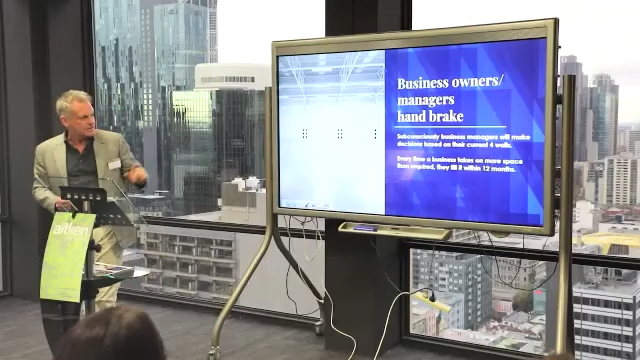 Business owners/
managers
hand brake
Subconsciously business managers will make
decisions based on their current 4 walls.
Every time a business takes on more space
than required, they fill it within 12 months.
aitken